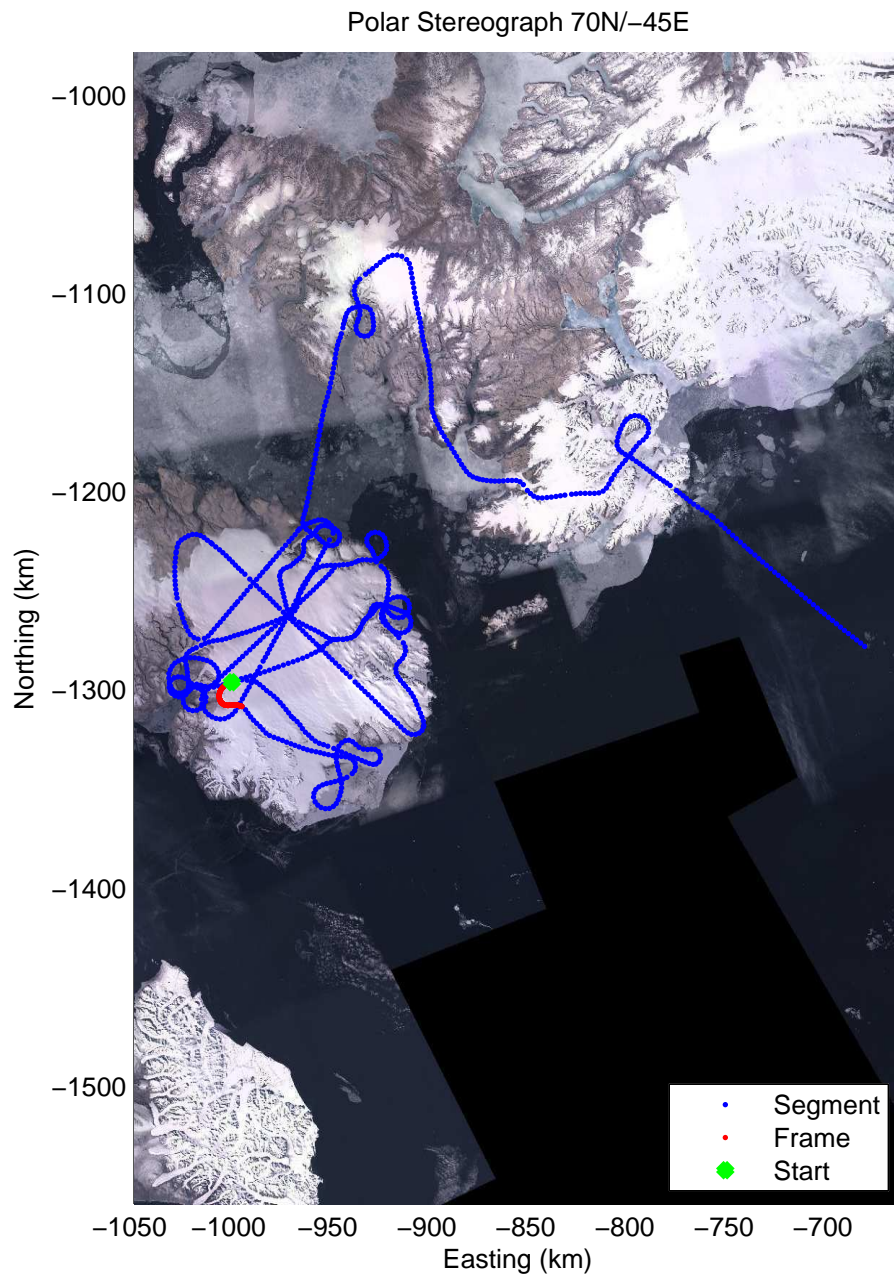 Polar Stereograph 70N/−45E
−1000
−1100
−1200
−1300
−1400
−1500
Northing (km)
Segment
Frame
Start
−1050 −1000 −950 −900 −850 −800 −750 −700
Easting (km)